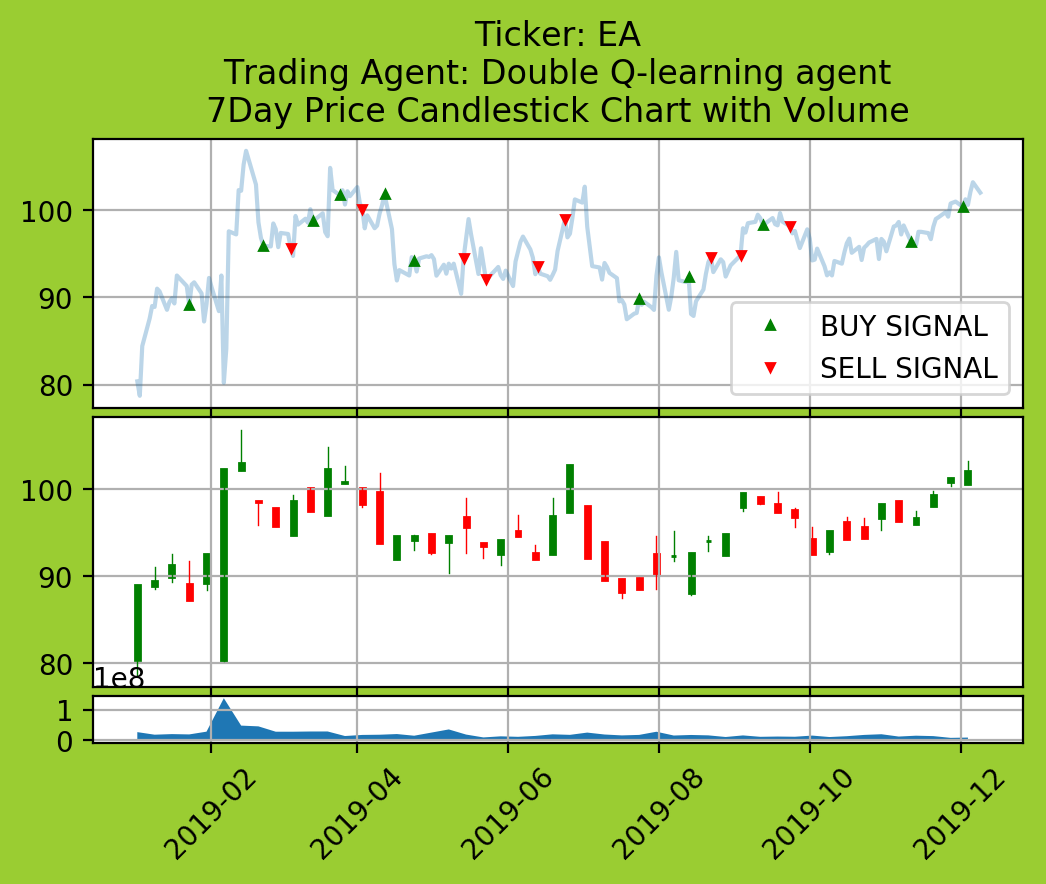 Ticker: EA
Trading Agent: Double Q-learning agent
7Day Price Candlestick Chart with Volume
100
90
80
BUY SIGNAL
SELL SIGNAL
100
90
80
1e8
1
0
2019-02
2019-04
2019-06
2019-08
2019-10
2019-12